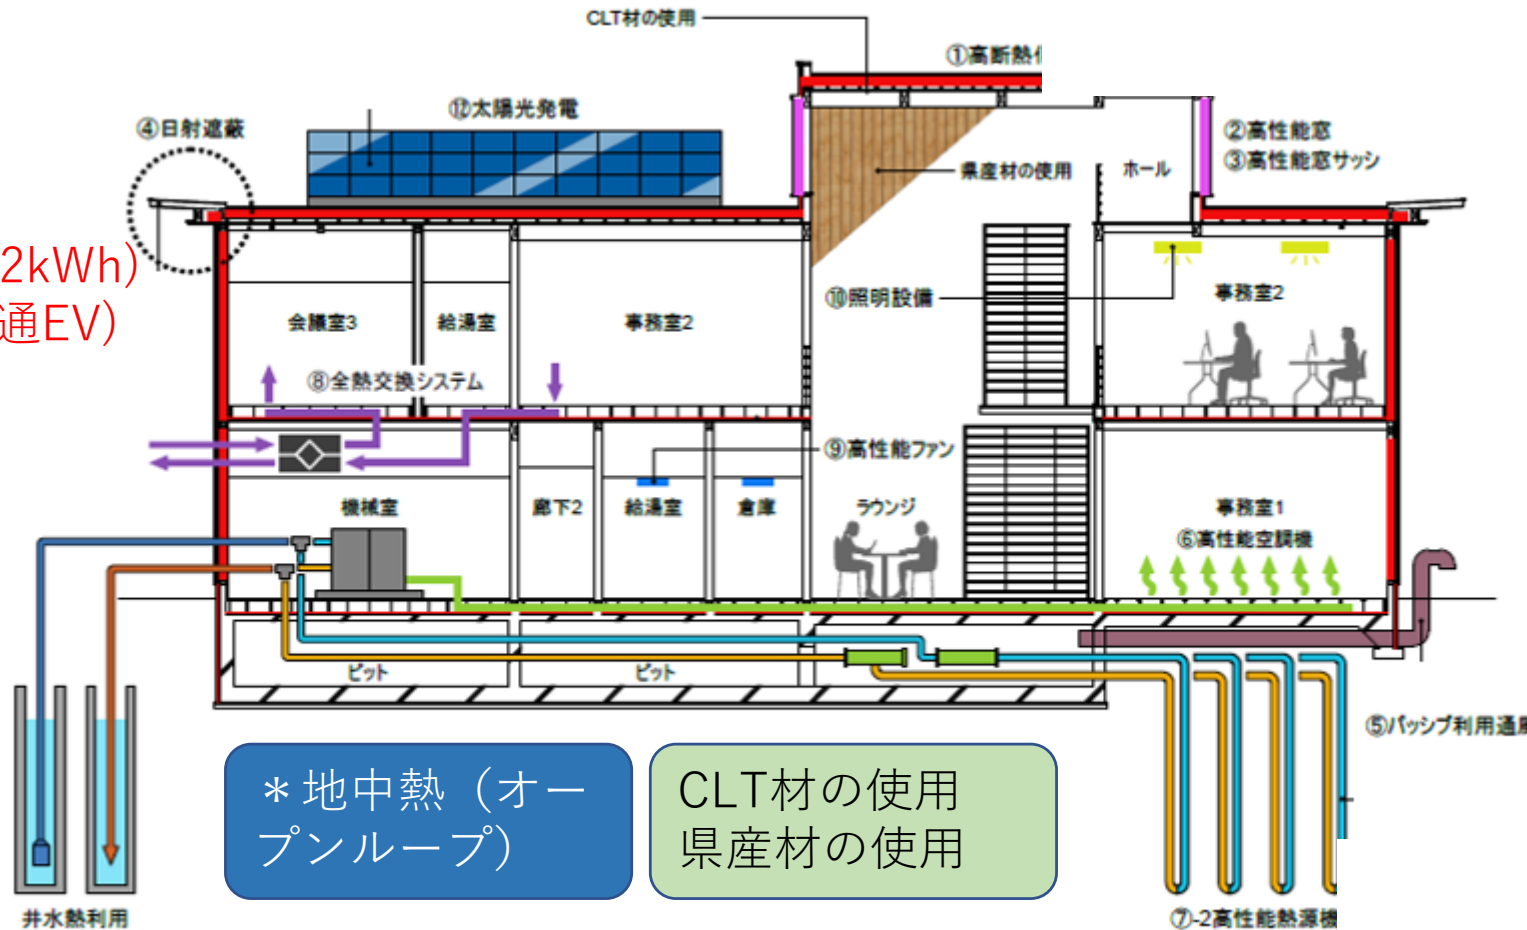 CLT材の使用
①高断熱
⑫太陽光発電
④日射遮蔽
②高性能窓
③高性能窓サッシ
県産材の使用
ホール
2kWh)
通EV)
⑩照明設備
事務室2
会議室3
給湯室
事務室2
⑧全熱交換システム
⑨高性能ファン
機械室
廊下2
給湯室
倉庫
ラウンジ
事務室1
⑥高性能空調機
ピット
ピット
⑤パッシブ利用通
＊地中熱（オー
プンループ）
CLT材の使用
県産材の使用
井水熱利用
⑦-2高性能熱源機